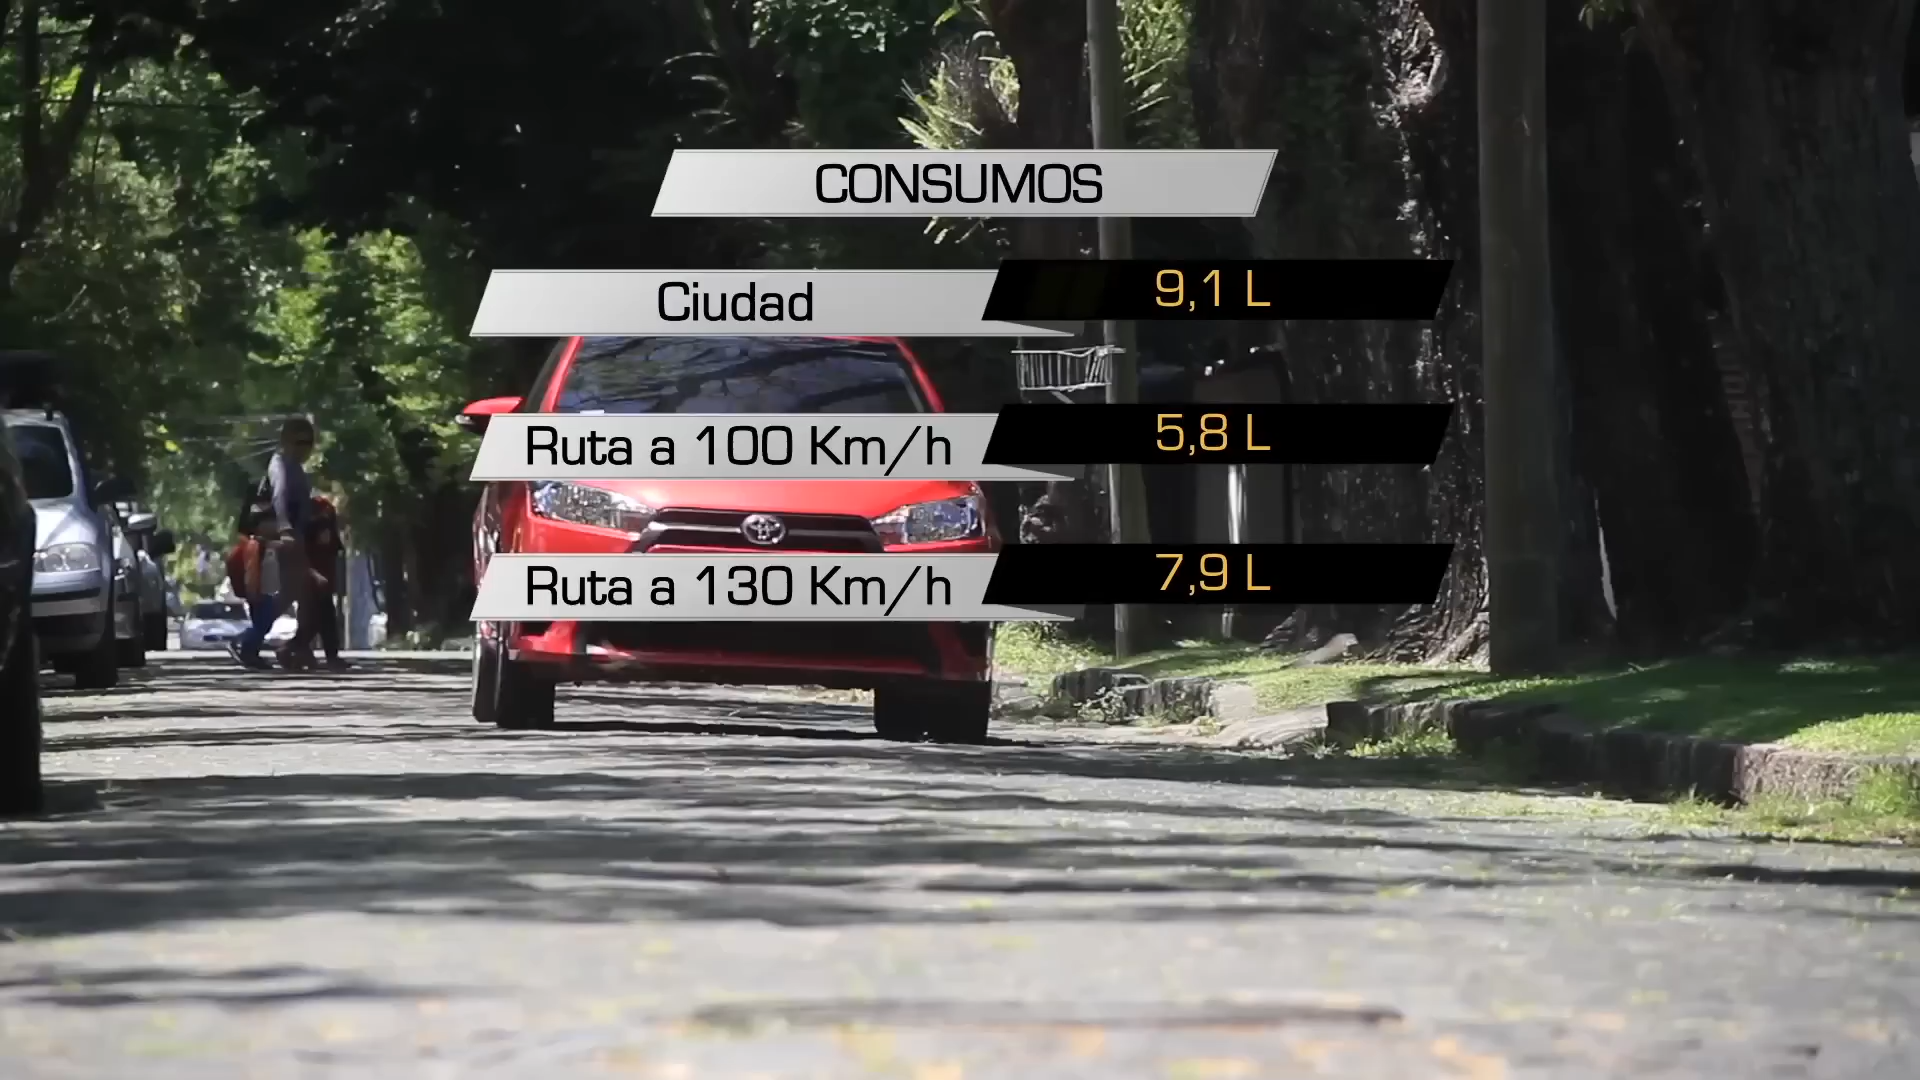 CONSUMOS
Ciudad 9,1 L
Ruta a 100 Km/h 5,8 L
Ruta a 130 Km/h 7,9 L